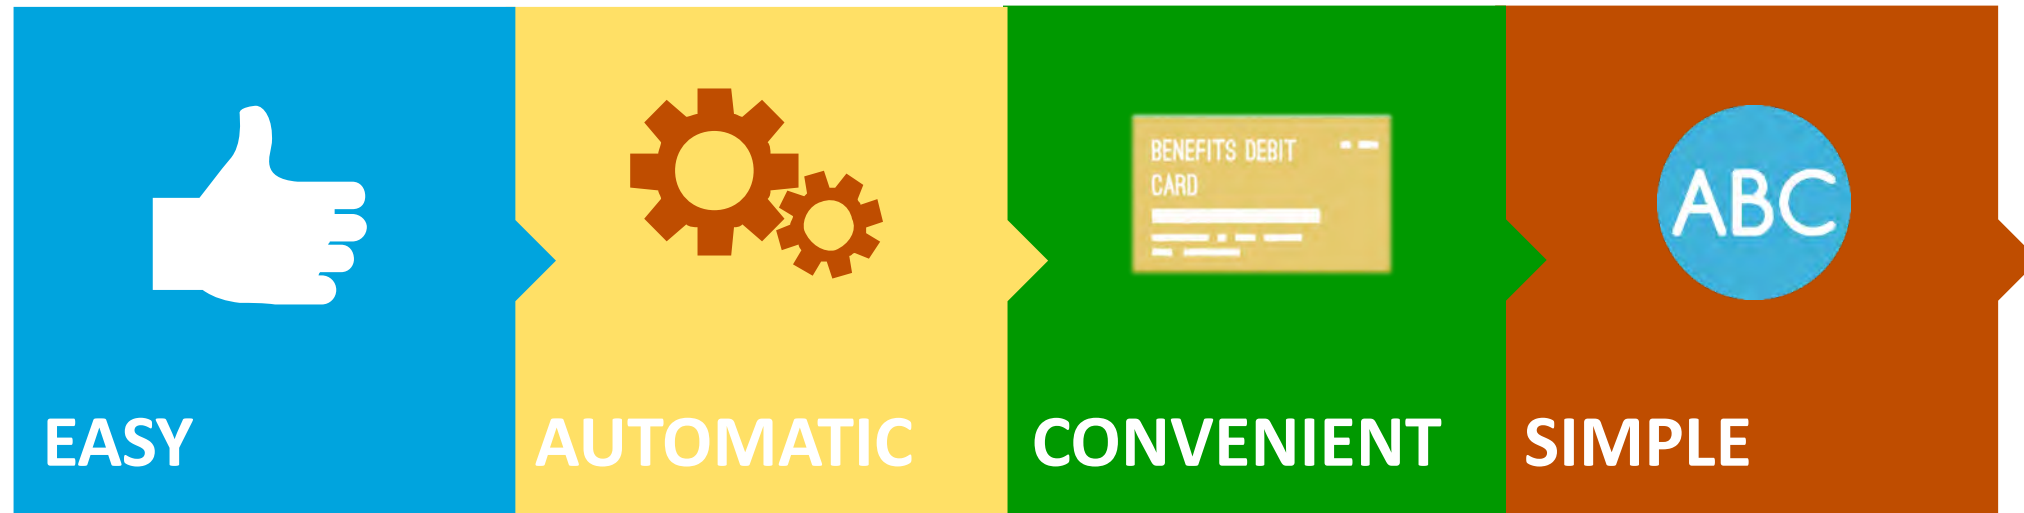 EASY
AUTOMATIC
BENEFITS DEBIT
CARD
CONVENIENT
ABC
SIMPLE